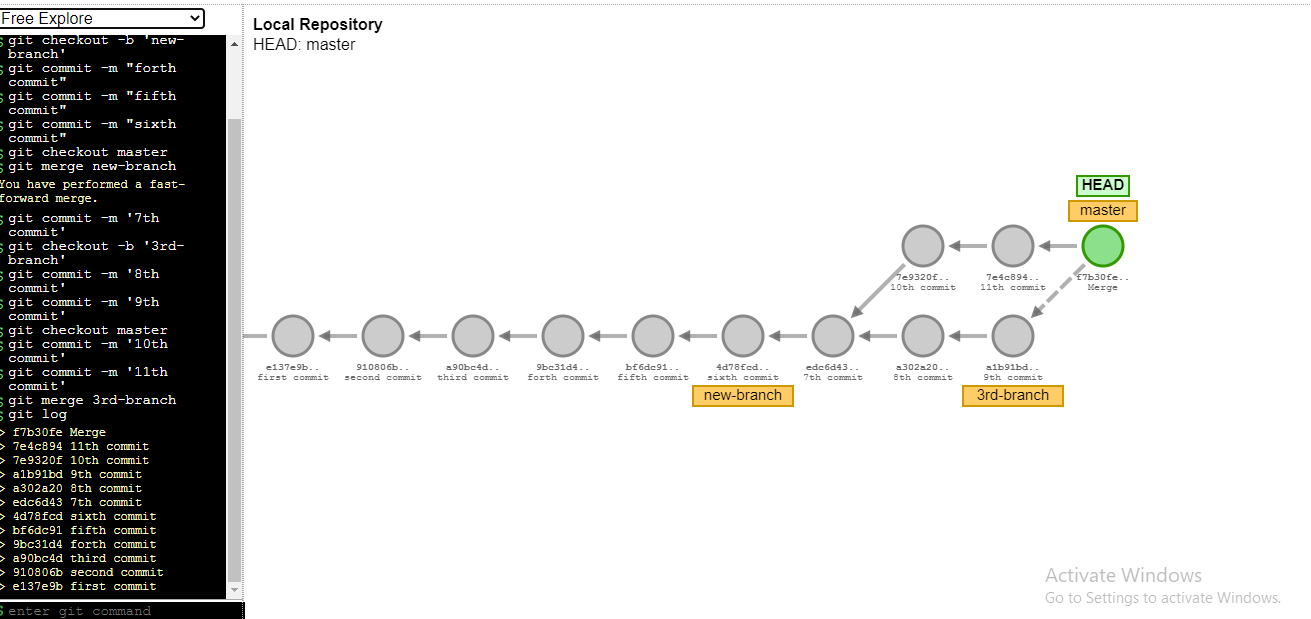 Free Explore
$ git checkout -b 'new-
branch'
$ git commit -m "forth
commit"
$ git commit -m "fifth
commit"
$ git commit -m "sixth
commit"
$ git checkout master
$ git merge new-branch
You have performed a fast-
forward merge.
$ git commit -m '7th
commit'
$ git checkout -b '3rd-
branch'
$ git commit -m '8th
commit'
$ git commit -m '9th
commit'
$ git checkout master
$ git commit -m '10th
commit'
$ git commit -m '11th
commit'
$ git merge 3rd-branch
$ git log
> f7b30fe Merge
> 7e4c894 11th commit
> 7e9320f 10th commit
> a1b91bd 9th commit
> a302a20 8th commit
> edc6d43 7th commit
> 4d78fcd sixth commit
> bf6dc91 fifth commit
> 9bc31d4 forth commit
> a90bc4d third commit
> 910806b second commit
> e137e9b first commit
$ enter git command
Local Repository
HEAD: master
HEAD
master
7e9320f..
10th commit
7e4c894..
11th commit
f7b30fe..
Merge
e137e9b..
first commit
910806b..
second commit
a90bc4d..
third commit
9bc31d4..
forth commit
bf6dc91..
fifth commit
4d78fcd..
sixth commit
edc6d43..
7th commit
a302a20..
8th commit
a1b91bd..
9th commit
new-branch
3rd-branch
Activate Windows
Go to Settings to activate Windows.